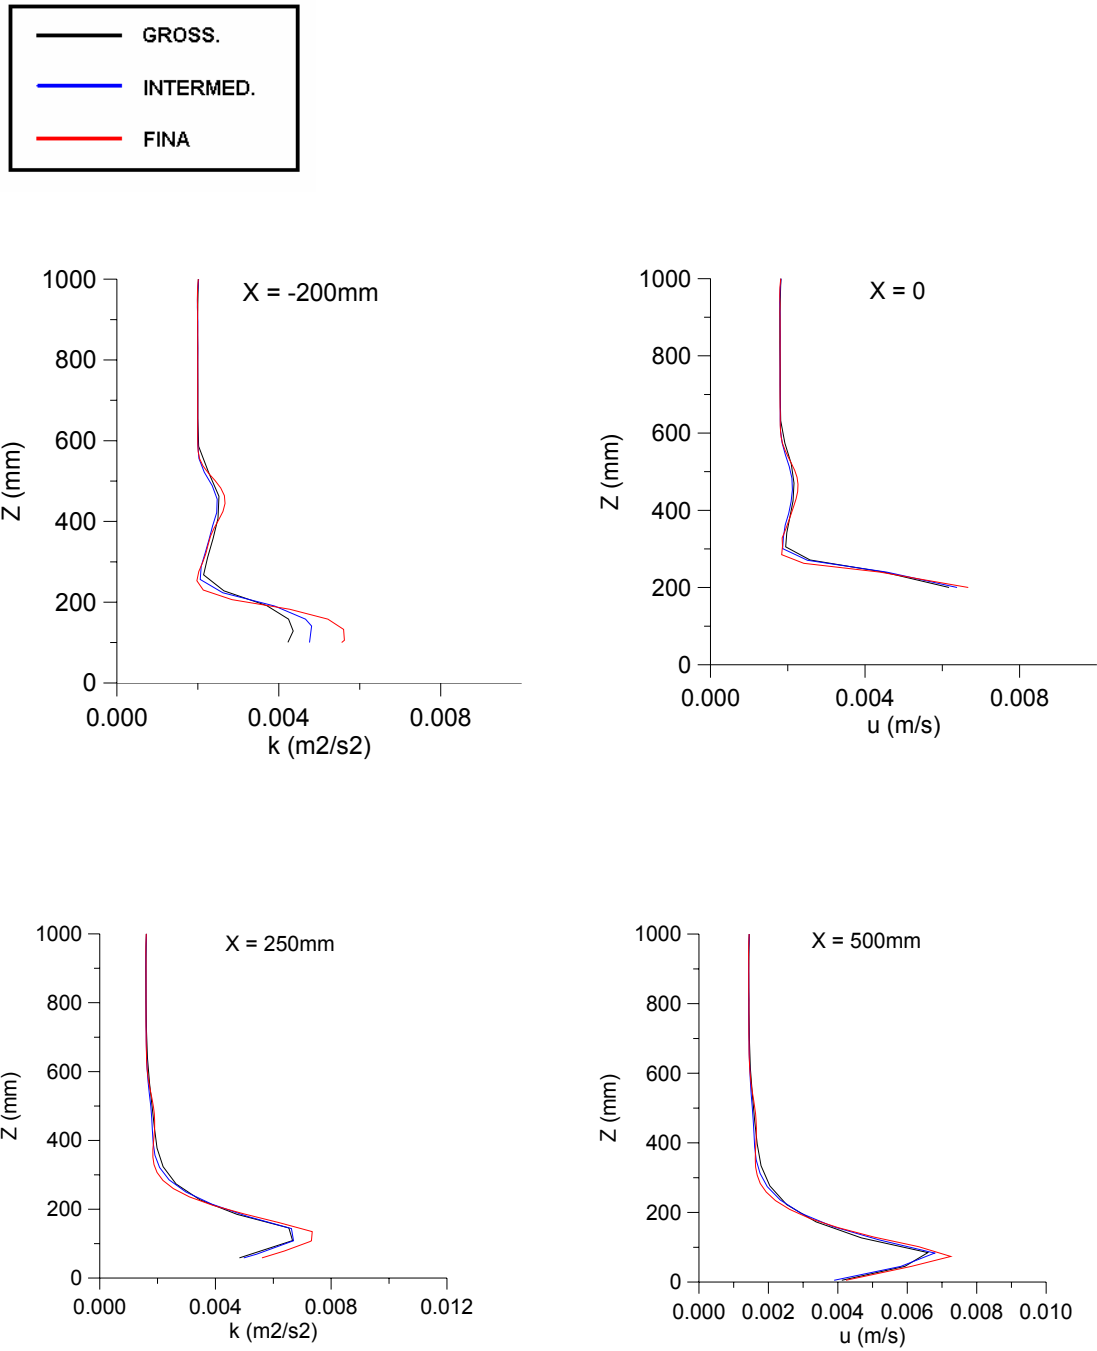 GROSS.
INTERMED.
FINA
X = -200mm
1000
800
600
400
200
0
Z (mm)
0.000 0.004 0.008
k (m2/s2)
X = 0
1000
800
600
400
200
0
Z (mm)
0.000 0.004 0.008
u (m/s)
X = 250mm
1000
800
600
400
200
0
Z (mm)
0.000 0.004 0.008 0.012
k (m2/s2)
X = 500mm
1000
800
600
400
200
0
Z (mm)
0.000 0.002 0.004 0.006 0.008 0.010
u (m/s)